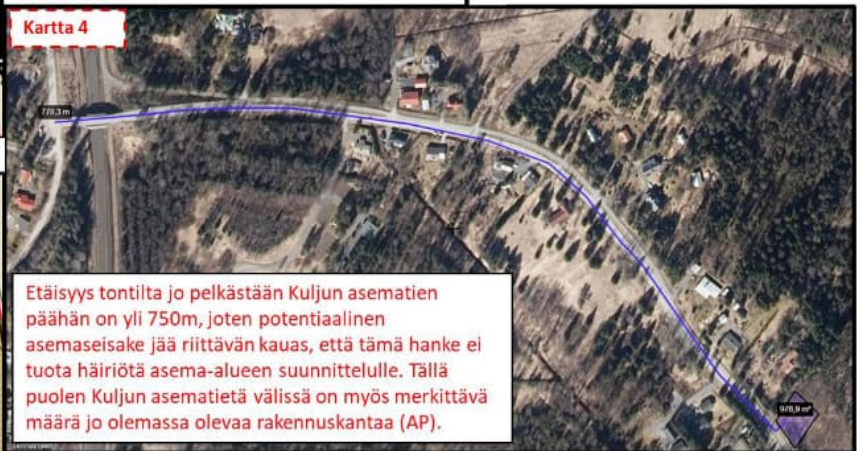 Kartta 4
778,3 m
Etäisyys tontilta jo pelkästään Kuljun asematien
päähän on yli 750m, joten potentiaalinen
asemaseisake jää riittävän kauas, että tämä hanke ei
tuota häiriötä asema-alueen suunnittelulle. Tällä
puolen Kuljun asematietä välissä on myös merkittävä
määrä jo olemassa olevaa rakennuskantaa (AP).
978,9 m²